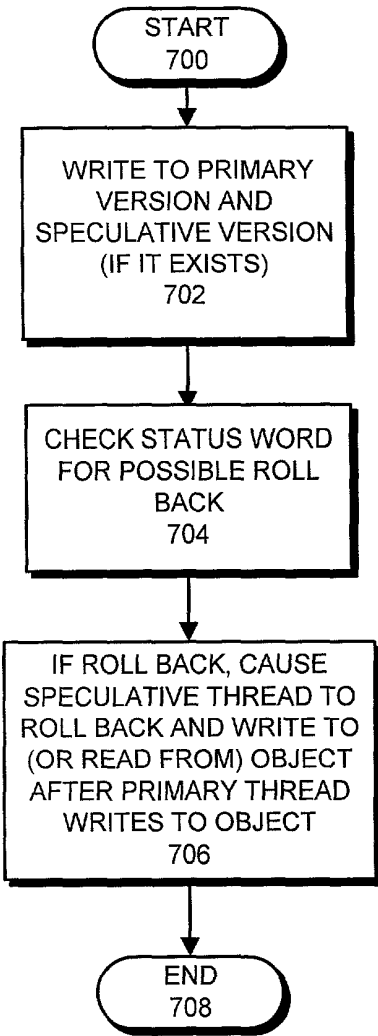 START
700
WRITE TO PRIMARY
VERSION AND
SPECULATIVE VERSION
(IF IT EXISTS)
702
CHECK STATUS WORD
FOR POSSIBLE ROLL
BACK
704
IF ROLL BACK, CAUSE
SPECULATIVE THREAD TO
ROLL BACK AND WRITE TO
(OR READ FROM) OBJECT
AFTER PRIMARY THREAD
WRITES TO OBJECT
706
END
708